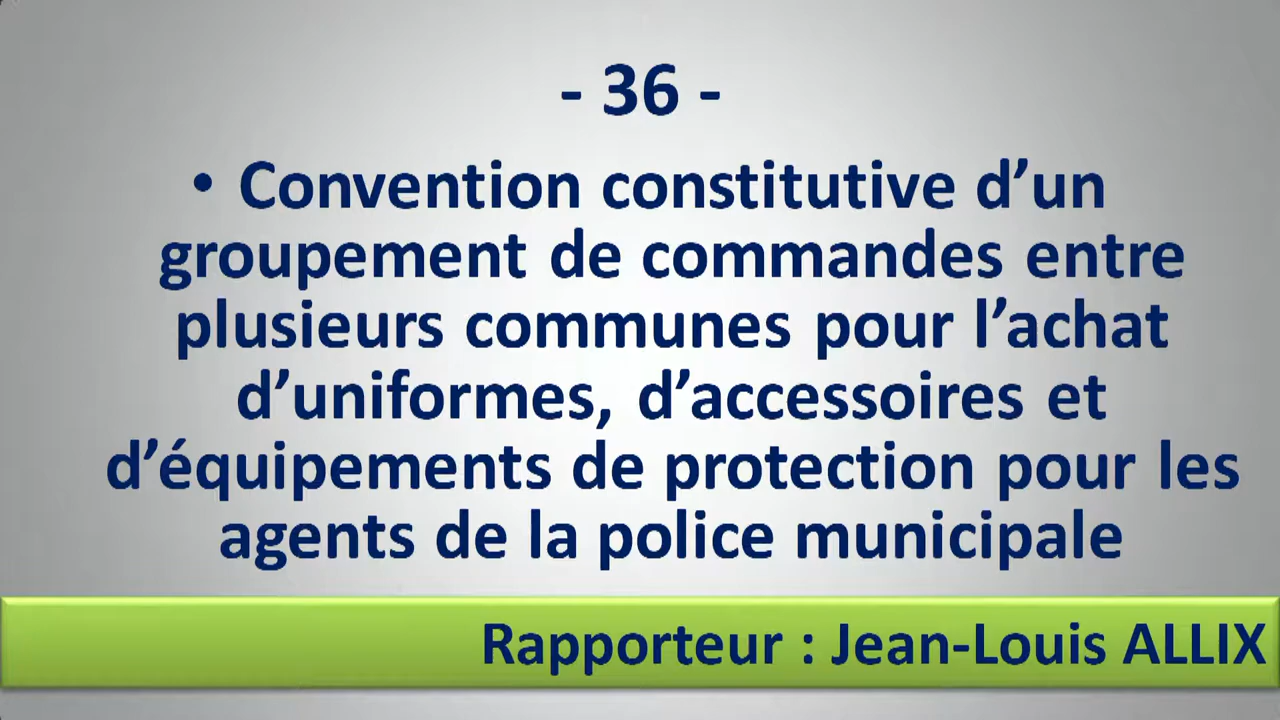 - 36 -
• Convention constitutive d’un
groupement de commandes entre
plusieurs communes pour l’achat
d’uniformes, d’accessoires et
d’équipements de protection pour les
agents de la police municipale
Rapporteur : Jean-Louis ALLIX